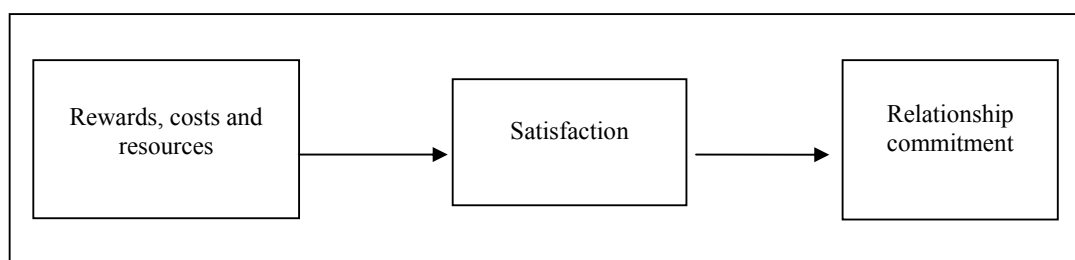 Rewards, costs and
resources
Satisfaction
Relationship
commitment